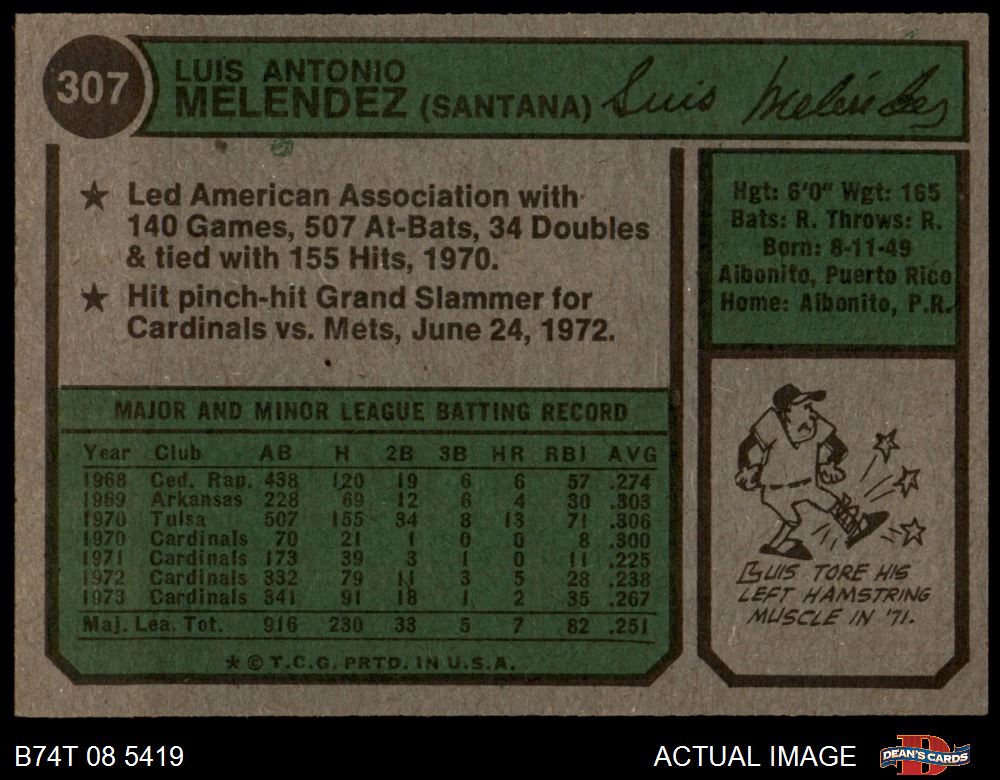 307
LUIS ANTONIO
MELENDEZ (SANTANA) Luis Meléndez
★ Led American Association with
140 Games, 507 At-Bats, 34 Doubles
& tied with 155 Hits, 1970.
★ Hit pinch-hit Grand Slammer for
Cardinals vs. Mets, June 24, 1972.
Hgt: 6'0" Wgt: 165
Bats: R. Throws: R.
Born: 8-11-49
Aibonito, Puerto Rico
Home: Aibonito, P.R.
MAJOR AND MINOR LEAGUE BATTING RECORD
Year Club AB H 2B 3B HR RBI AVG
1968 Ced. Rap. 438 120 19 6 6 57 .274
1969 Arkansas 228 69 12 6 4 30 .303
1970 Tulsa 507 155 34 8 13 71 .306
1970 Cardinals 70 21 1 0 0 8 .300
1971 Cardinals 173 39 3 1 0 11 .225
1972 Cardinals 332 79 11 3 5 28 .238
1973 Cardinals 341 91 18 1 2 35 .267
Maj. Lea. Tot. 916 230 33 5 7 82 .251
★ © T.C.G. PRTD. IN U.S.A.
LUIS TORE HIS
LEFT HAMSTRING
MUSCLE IN '71.
B74T 08 5419
ACTUAL IMAGE
DEAN'S CARDS